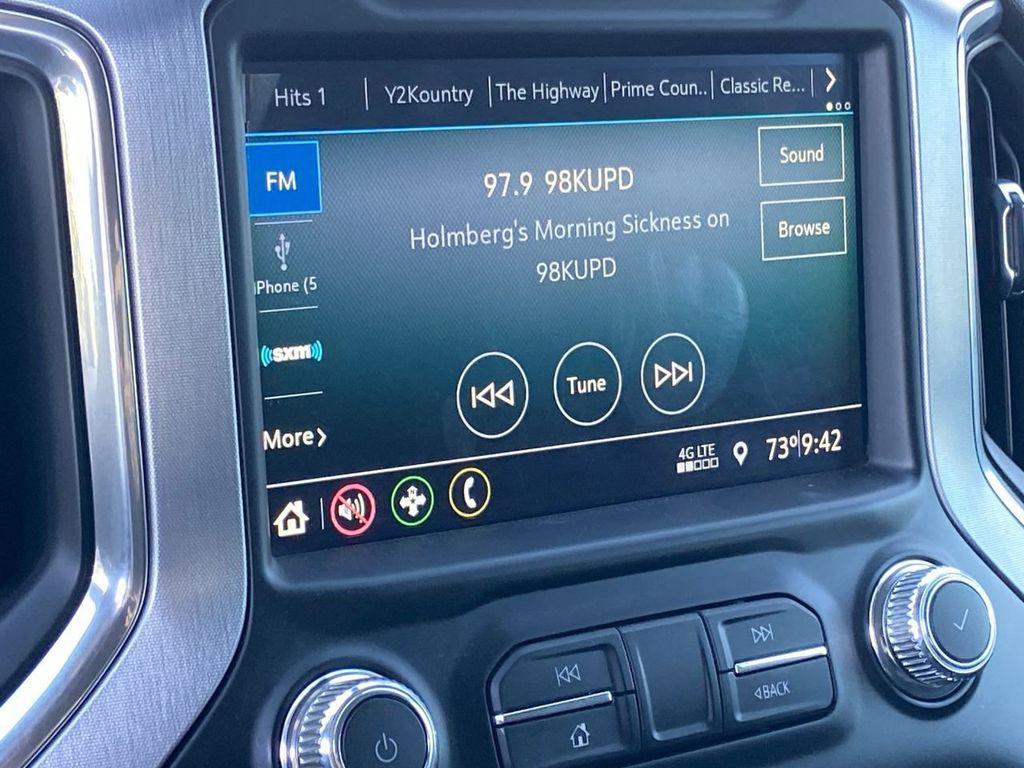 Hits 1
Y2Kountry
The Highway
Prime Coun..
Classic Re...
FM
97.9 98KUPD
Sound
Holmberg's Morning Sickness on
98KUPD
Browse
iPhone (5
((sxm))
Tune
More
4G LTE
73° 9:42
BACK